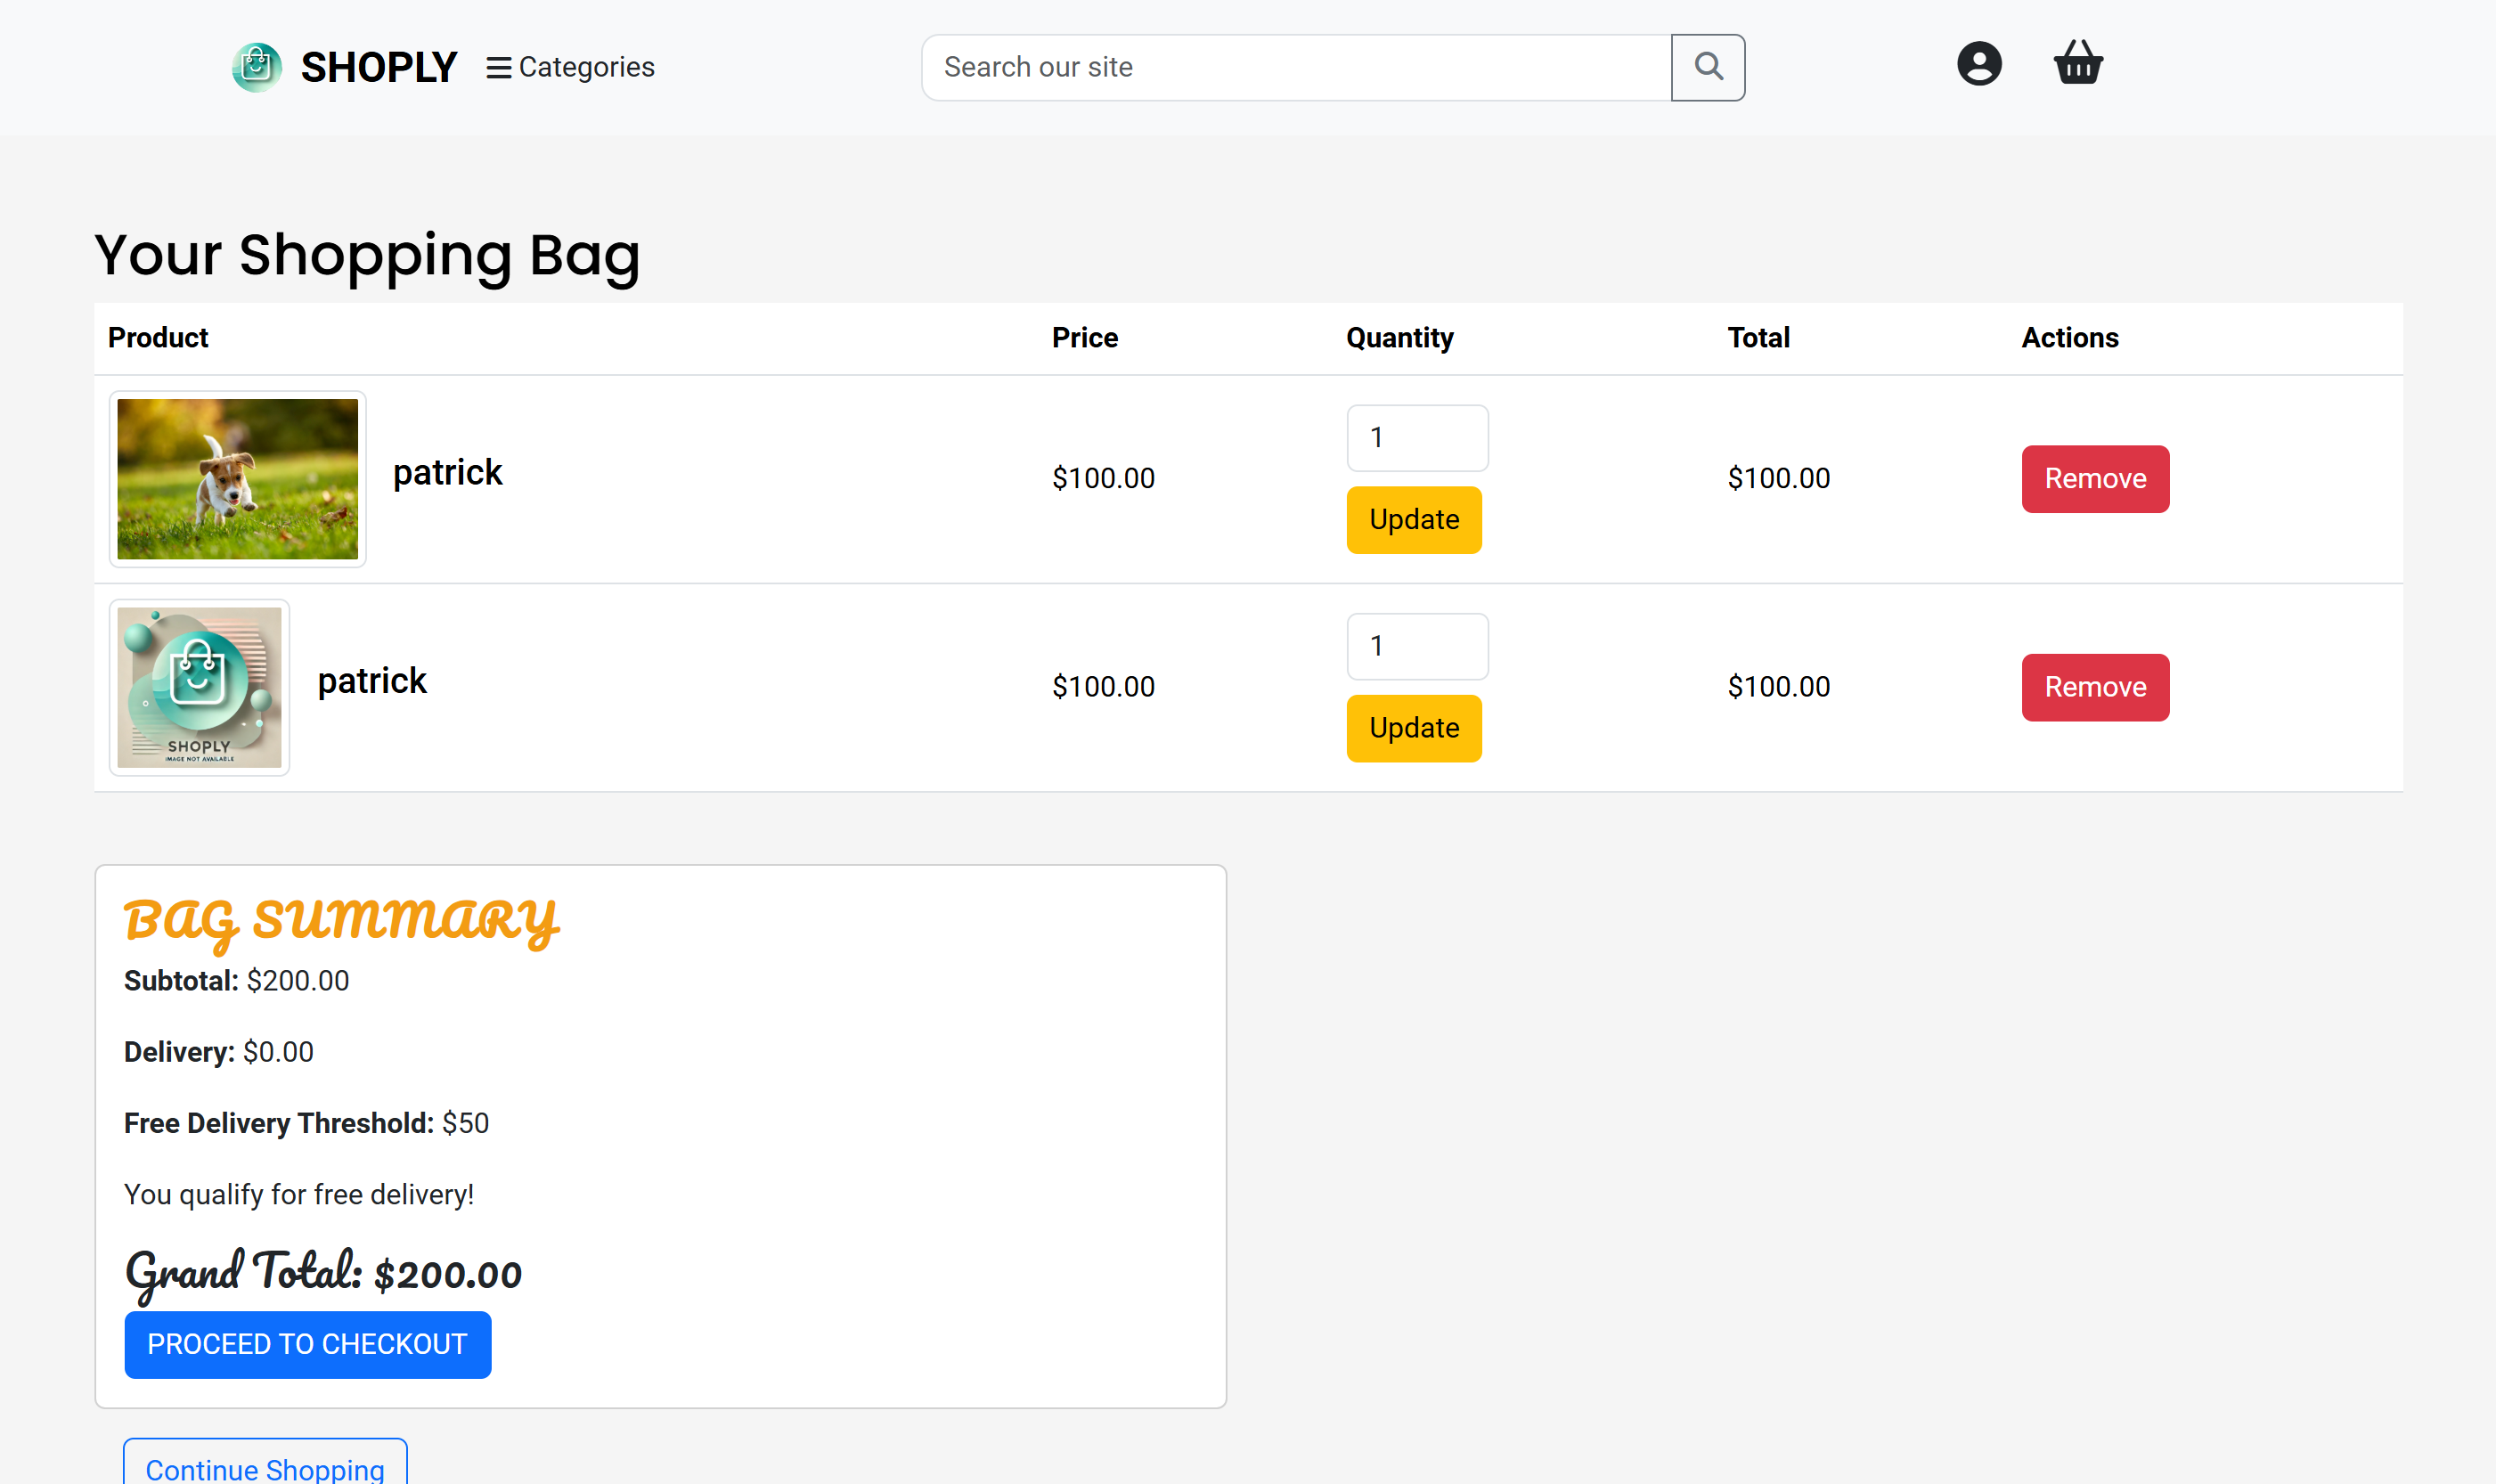 SHOPLY Categories Search our site
Your Shopping Bag
Product Price Quantity Total Actions
patrick $100.00 1 Update $100.00 Remove
SHOPLY
IMAGE NOT AVAILABLE
patrick $100.00 1 Update $100.00 Remove
BAG SUMMARY
Subtotal: $200.00
Delivery: $0.00
Free Delivery Threshold: $50
You qualify for free delivery!
Grand Total: $200.00
PROCEED TO CHECKOUT
Continue Shopping